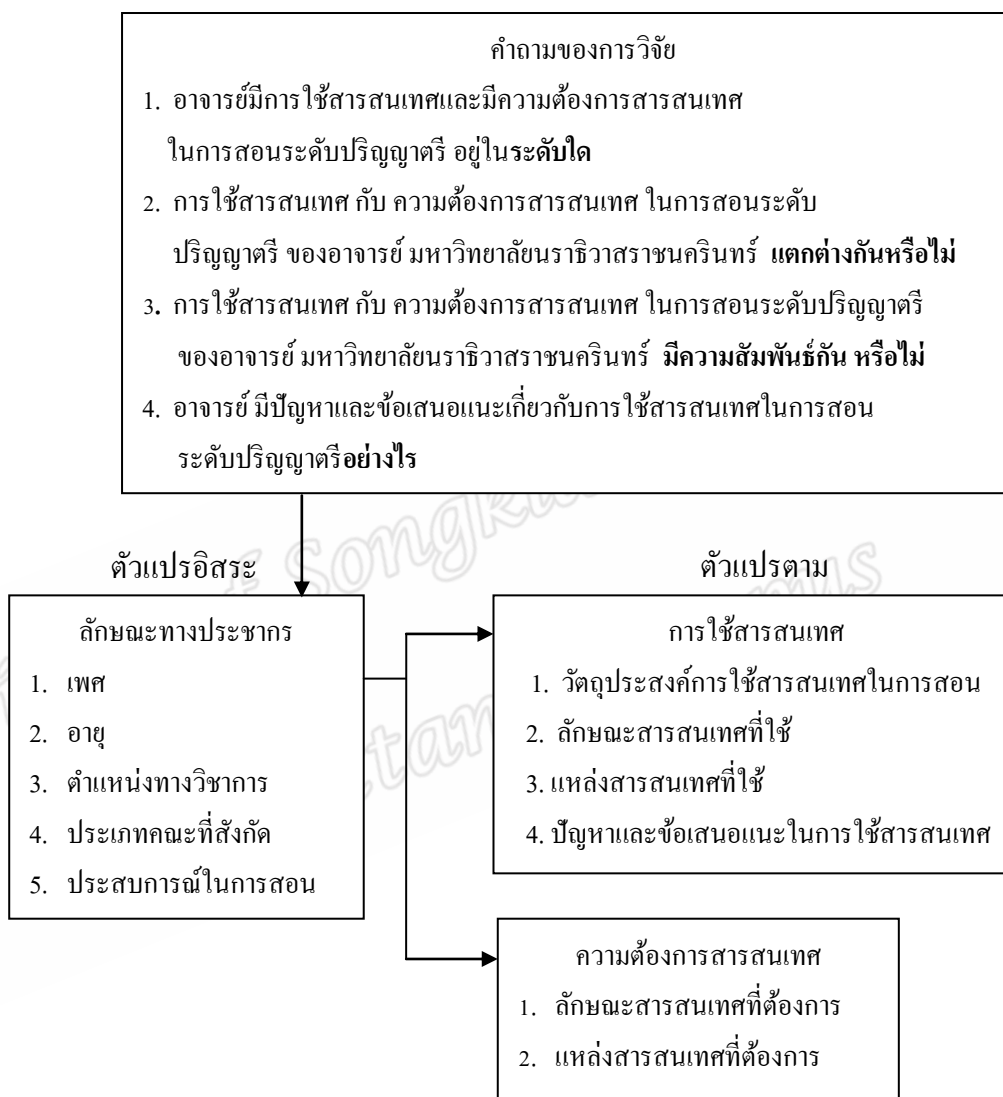 คำถามของการวิจัย
1. อาจารย์มีการใช้สารสนเทศและมีความต้องการสารสนเทศ
ในการสอนระดับปริญญาตรี อยู่ในระดับใด
2. การใช้สารสนเทศ กับ ความต้องการสารสนเทศ ในการสอนระดับ
ปริญญาตรี ของอาจารย์ มหาวิทยาลัยนราธิวาสราชนครินทร์ แตกต่างกันหรือไม่
3. การใช้สารสนเทศ กับ ความต้องการสารสนเทศ ในการสอนระดับปริญญาตรี
ของอาจารย์ มหาวิทยาลัยนราธิวาสราชนครินทร์ มีความสัมพันธ์กัน หรือไม่
4. อาจารย์ มีปัญหาและข้อเสนอแนะเกี่ยวกับการใช้สารสนเทศในการสอน
ระดับปริญญาตรีอย่างไร
ตัวแปรอิสระ
ลักษณะทางประชากร
1. เพศ
2. อายุ
3. ตำแหน่งทางวิชาการ
4. ประเภทคณะที่สังกัด
5. ประสบการณ์ในการสอน
ตัวแปรตาม
การใช้สารสนเทศ
1. วัตถุประสงค์การใช้สารสนเทศในการสอน
2. ลักษณะสารสนเทศที่ใช้
3. แหล่งสารสนเทศที่ใช้
4. ปัญหาและข้อเสนอแนะในการใช้สารสนเทศ
ความต้องการสารสนเทศ
1. ลักษณะสารสนเทศที่ต้องการ
2. แหล่งสารสนเทศที่ต้องการ